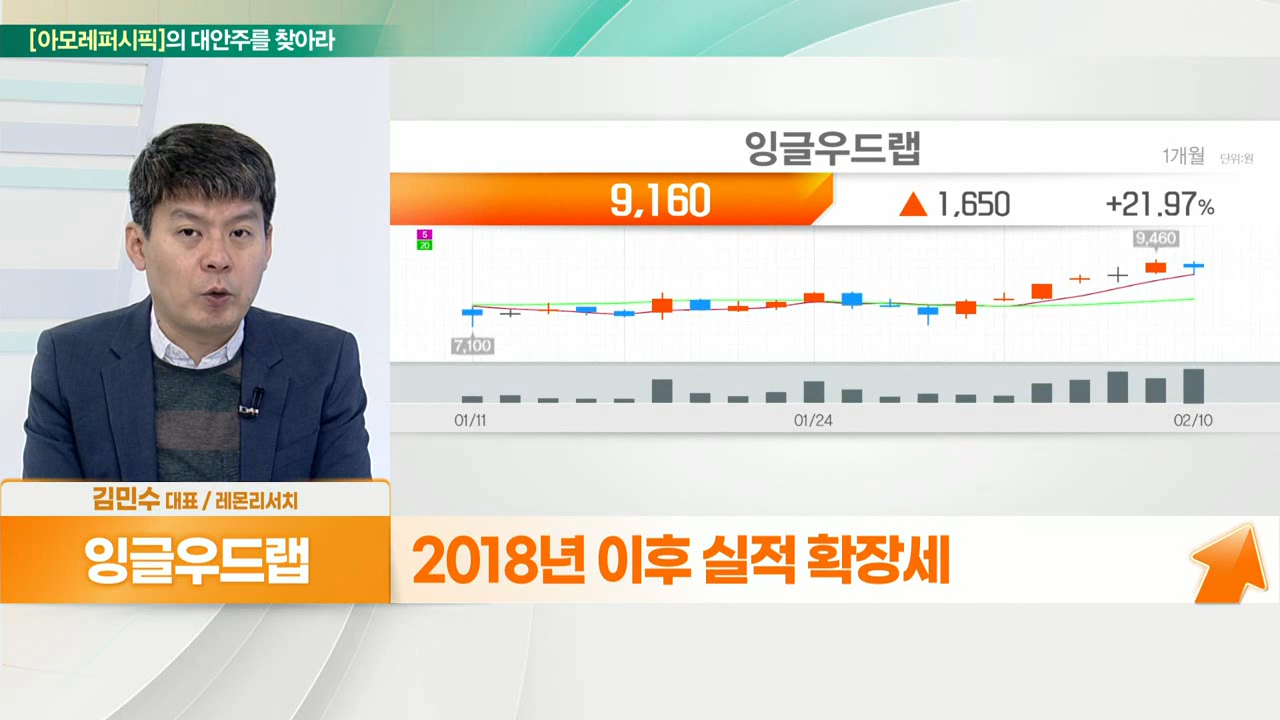 [아모레퍼시픽]의 대안주를 찾아라
잉글우드랩
1개월 단위:원
9,160 ▲ 1,650 +21.97%
5
20
9,460
7,100
01/11 01/24 02/10
김민수 대표 / 레몬리서치
잉글우드랩
2018년 이후 실적 확장세